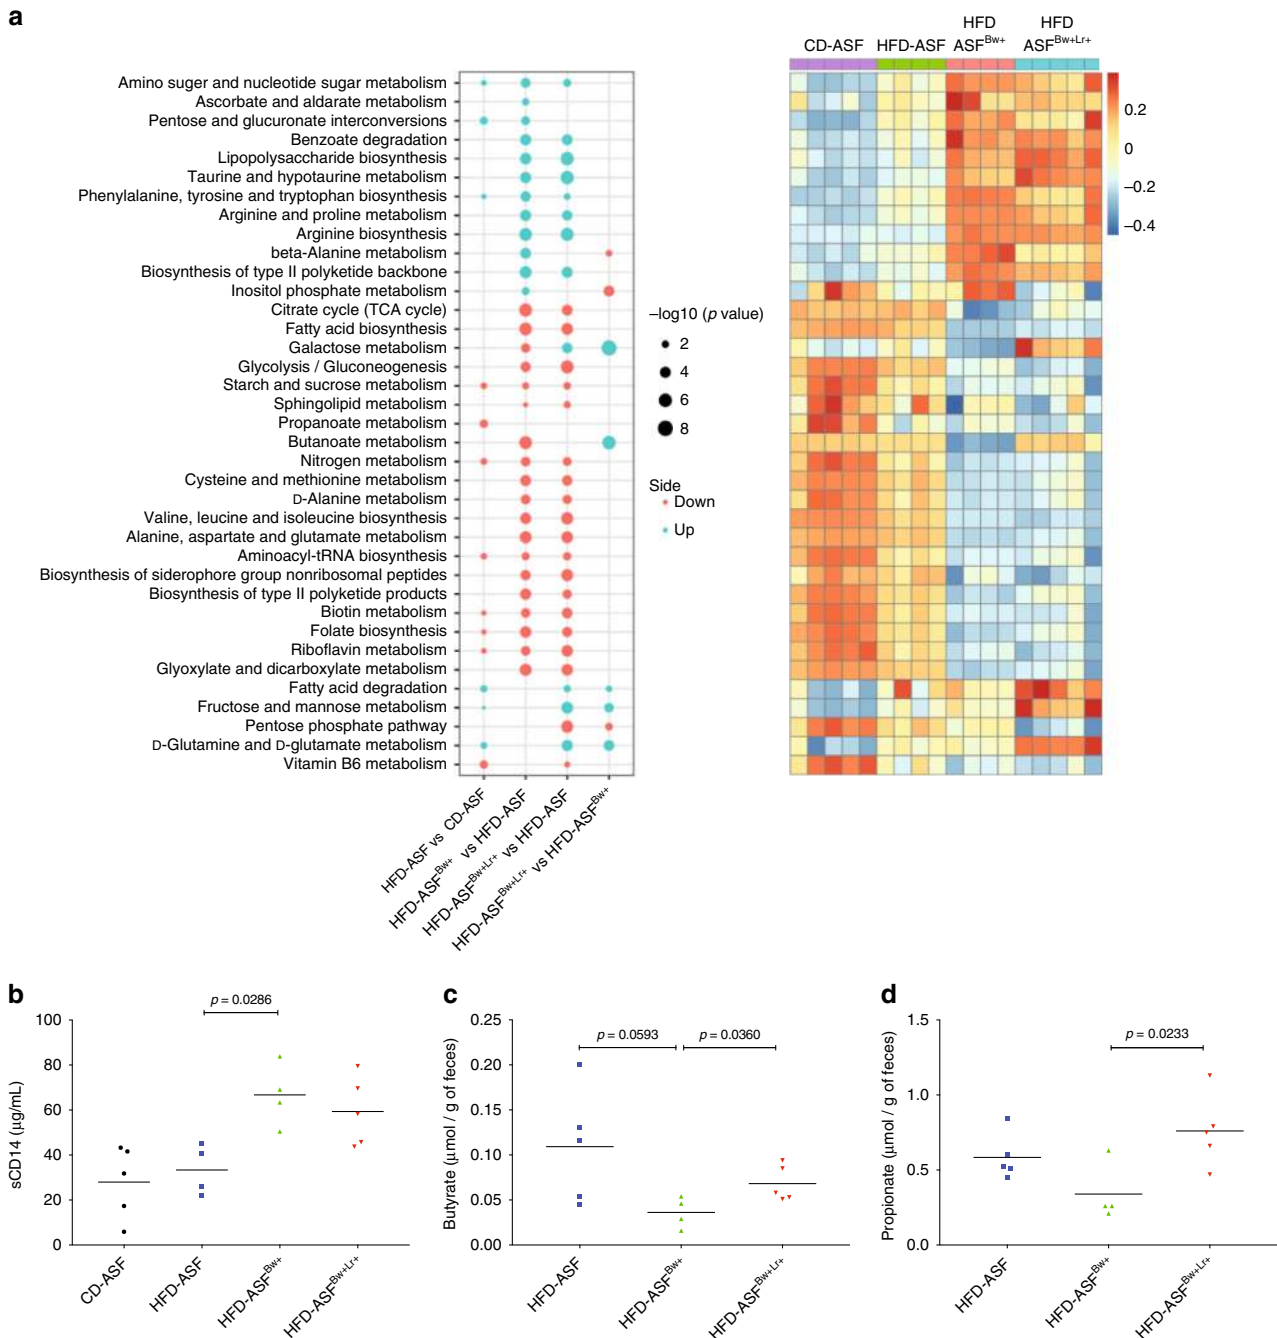 a
CD-ASF HFD-ASF HFD ASF^Bw+ HFD ASF^Bw+Lr+
Amino suger and nucleotide sugar metabolism
Ascorbate and aldarate metabolism
Pentose and glucuronate interconversions
Benzoate degradation
Lipopolysaccharide biosynthesis
Taurine and hypotaurine metabolism
Phenylalanine, tyrosine and tryptophan biosynthesis
Arginine and proline metabolism
Arginine biosynthesis
beta-Alanine metabolism
Biosynthesis of type II polyketide backbone
Inositol phosphate metabolism
Citrate cycle (TCA cycle)
Fatty acid biosynthesis
Galactose metabolism
Glycolysis / Gluconeogenesis
Starch and sucrose metabolism
Sphingolipid metabolism
Propanoate metabolism
Butanoate metabolism
Nitrogen metabolism
Cysteine and methionine metabolism
D-Alanine metabolism
Valine, leucine and isoleucine biosynthesis
Alanine, aspartate and glutamate metabolism
Aminoacyl-tRNA biosynthesis
Biosynthesis of siderophore group nonribosomal peptides
Biosynthesis of type II polyketide products
Biotin metabolism
Folate biosynthesis
Riboflavin metabolism
Glyoxylate and dicarboxylate metabolism
Fatty acid degradation
Fructose and mannose metabolism
Pentose phosphate pathway
D-Glutamine and D-glutamate metabolism
Vitamin B6 metabolism
HFD-ASF vs CD-ASF
HFD-ASF^Bw+ vs HFD-ASF
HFD-ASF^Bw+Lr+ vs HFD-ASF
HFD-ASF^Bw+Lr+ vs HFD-ASF^Bw+
−log10 (p value)
2
4
6
8
Side
Down
Up
0.2
0
−0.2
−0.4
b
p = 0.0286
100
80
60
40
20
0
sCD14 (µg/mL)
CD-ASF
HFD-ASF
HFD-ASF^Bw+
HFD-ASF^Bw+Lr+
c
p = 0.0593
p = 0.0360
0.25
0.20
0.15
0.10
0.05
0.00
Butyrate (µmol / g of feces)
HFD-ASF
HFD-ASF^Bw+
HFD-ASF^Bw+Lr+
d
p = 0.0233
1.5
1.0
0.5
0.0
Propionate (µmol / g of feces)
HFD-ASF
HFD-ASF^Bw+
HFD-ASF^Bw+Lr+